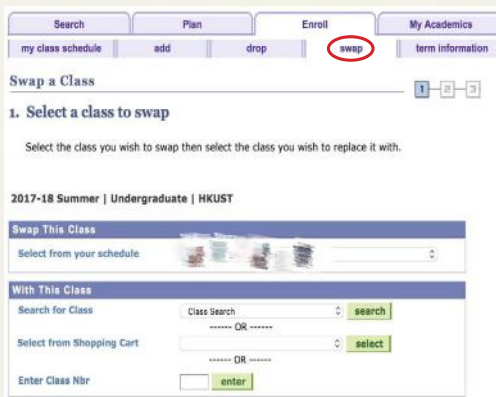 Search Plan Enroll My Academics
my class schedule add drop swap term information
Swap a Class
1 2 3
1. Select a class to swap
Select the class you wish to swap then select the class you wish to replace it with.
2017-18 Summer | Undergraduate | HKUST
Swap This Class
Select from your schedule
With This Class
Search for Class Class Search search
------ OR ------
Select from Shopping Cart select
------ OR ------
Enter Class Nbr enter